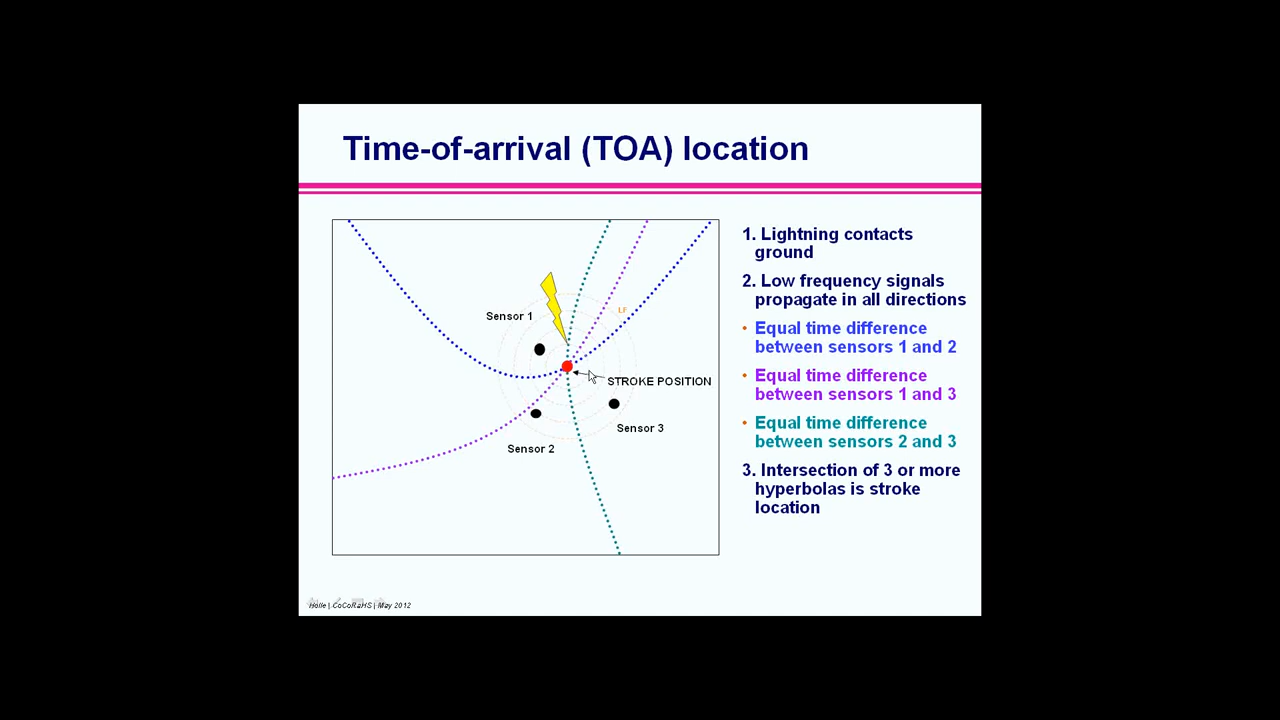 Time-of-arrival (TOA) location
Sensor 1
LF
STROKE POSITION
Sensor 3
Sensor 2
1. Lightning contacts
ground
2. Low frequency signals
propagate in all directions
• Equal time difference
between sensors 1 and 2
• Equal time difference
between sensors 1 and 3
• Equal time difference
between sensors 2 and 3
3. Intersection of 3 or more
hyperbolas is stroke
location
Holle | CoCoRaHS | May 2012